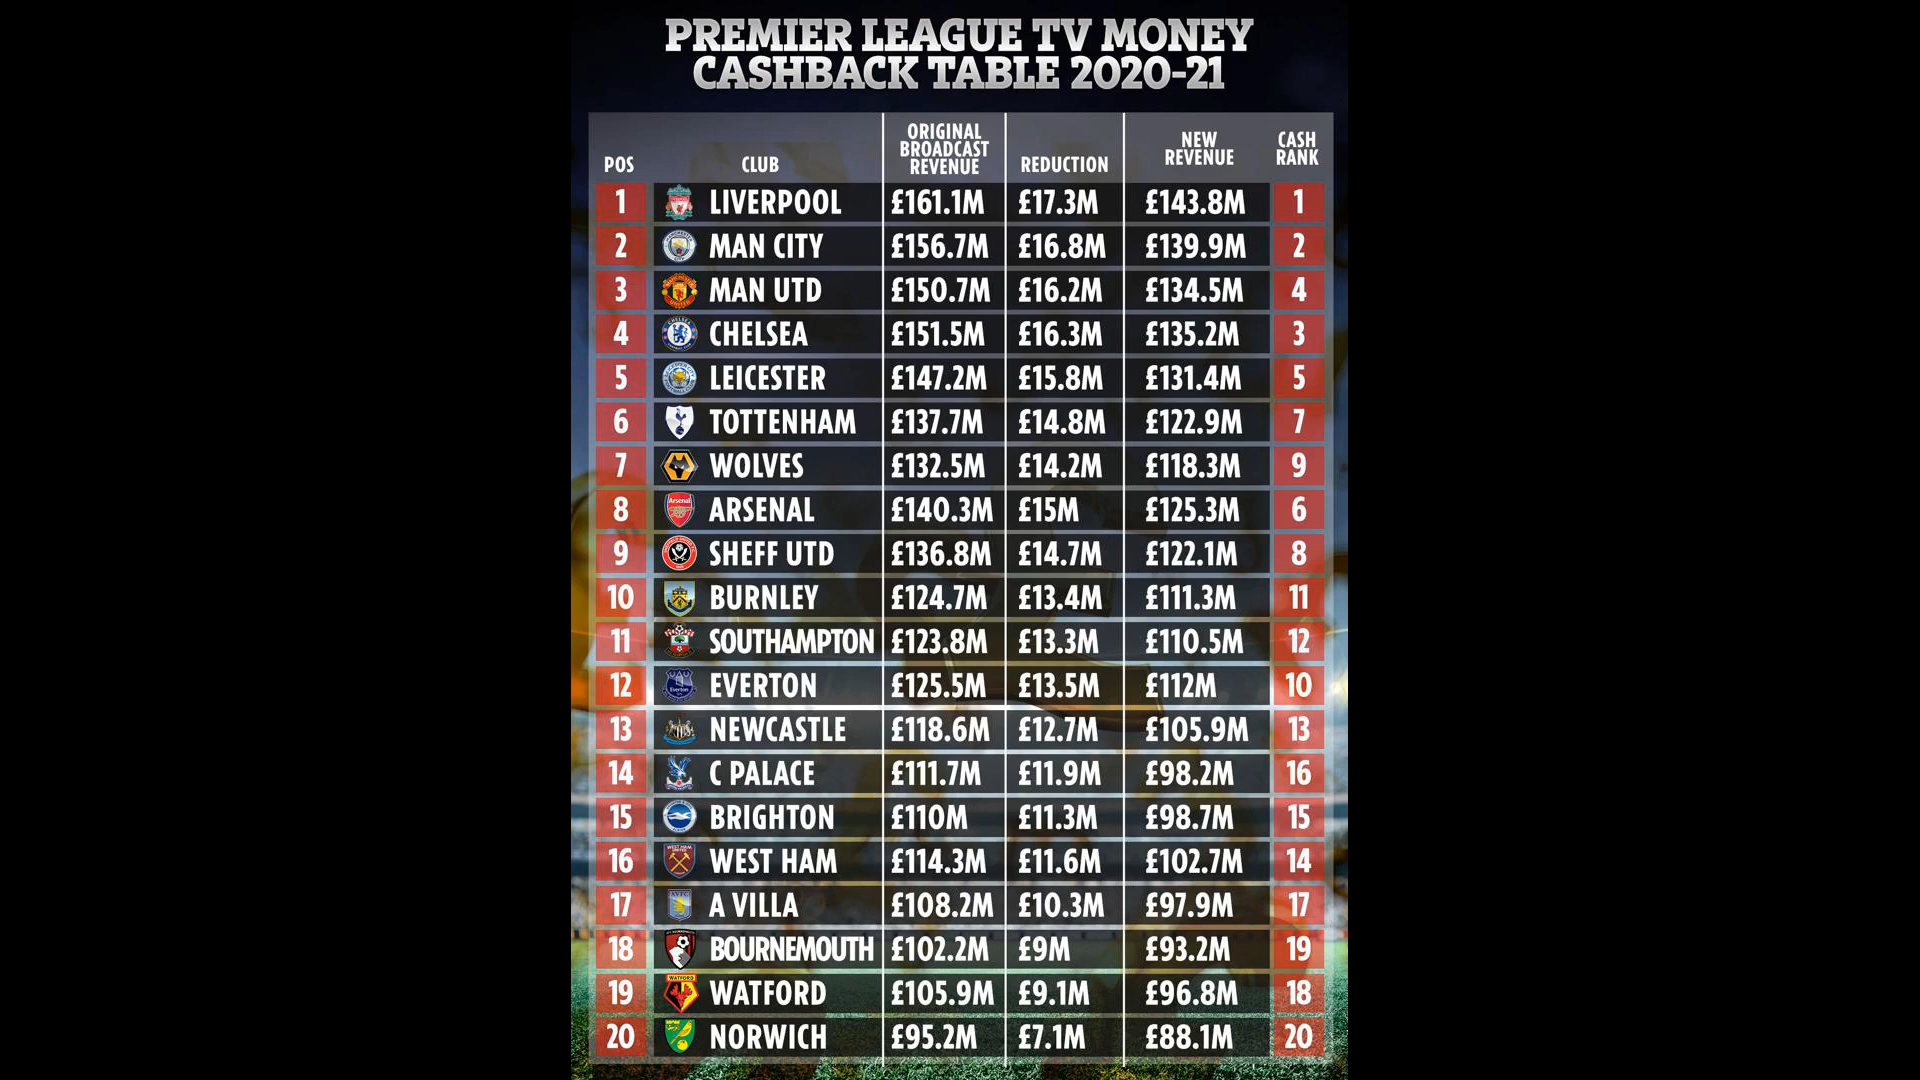 PREMIER LEAGUE TV MONEY
CASHBACK TABLE 2020-21
POS CLUB ORIGINAL BROADCAST REVENUE REDUCTION NEW REVENUE CASH RANK
1 LIVERPOOL £161.1M £17.3M £143.8M 1
2 MAN CITY £156.7M £16.8M £139.9M 2
3 MAN UTD £150.7M £16.2M £134.5M 4
4 CHELSEA £151.5M £16.3M £135.2M 3
5 LEICESTER £147.2M £15.8M £131.4M 5
6 TOTTENHAM £137.7M £14.8M £122.9M 7
7 WOLVES £132.5M £14.2M £118.3M 9
8 Arsenal ARSENAL £140.3M £15M £125.3M 6
9 SHEFF UTD £136.8M £14.7M £122.1M 8
10 BURNLEY £124.7M £13.4M £111.3M 11
11 SOUTHAMPTON £123.8M £13.3M £110.5M 12
12 Everton EVERTON £125.5M £13.5M £112M 10
13 NEWCASTLE £118.6M £12.7M £105.9M 13
14 C PALACE £111.7M £11.9M £98.2M 16
15 BRIGHTON £110M £11.3M £98.7M 15
16 WEST HAM £114.3M £11.6M £102.7M 14
17 AVFC A VILLA £108.2M £10.3M £97.9M 17
18 BOURNEMOUTH £102.2M £9M £93.2M 19
19 WATFORD WATFORD £105.9M £9.1M £96.8M 18
20 NORWICH £95.2M £7.1M £88.1M 20